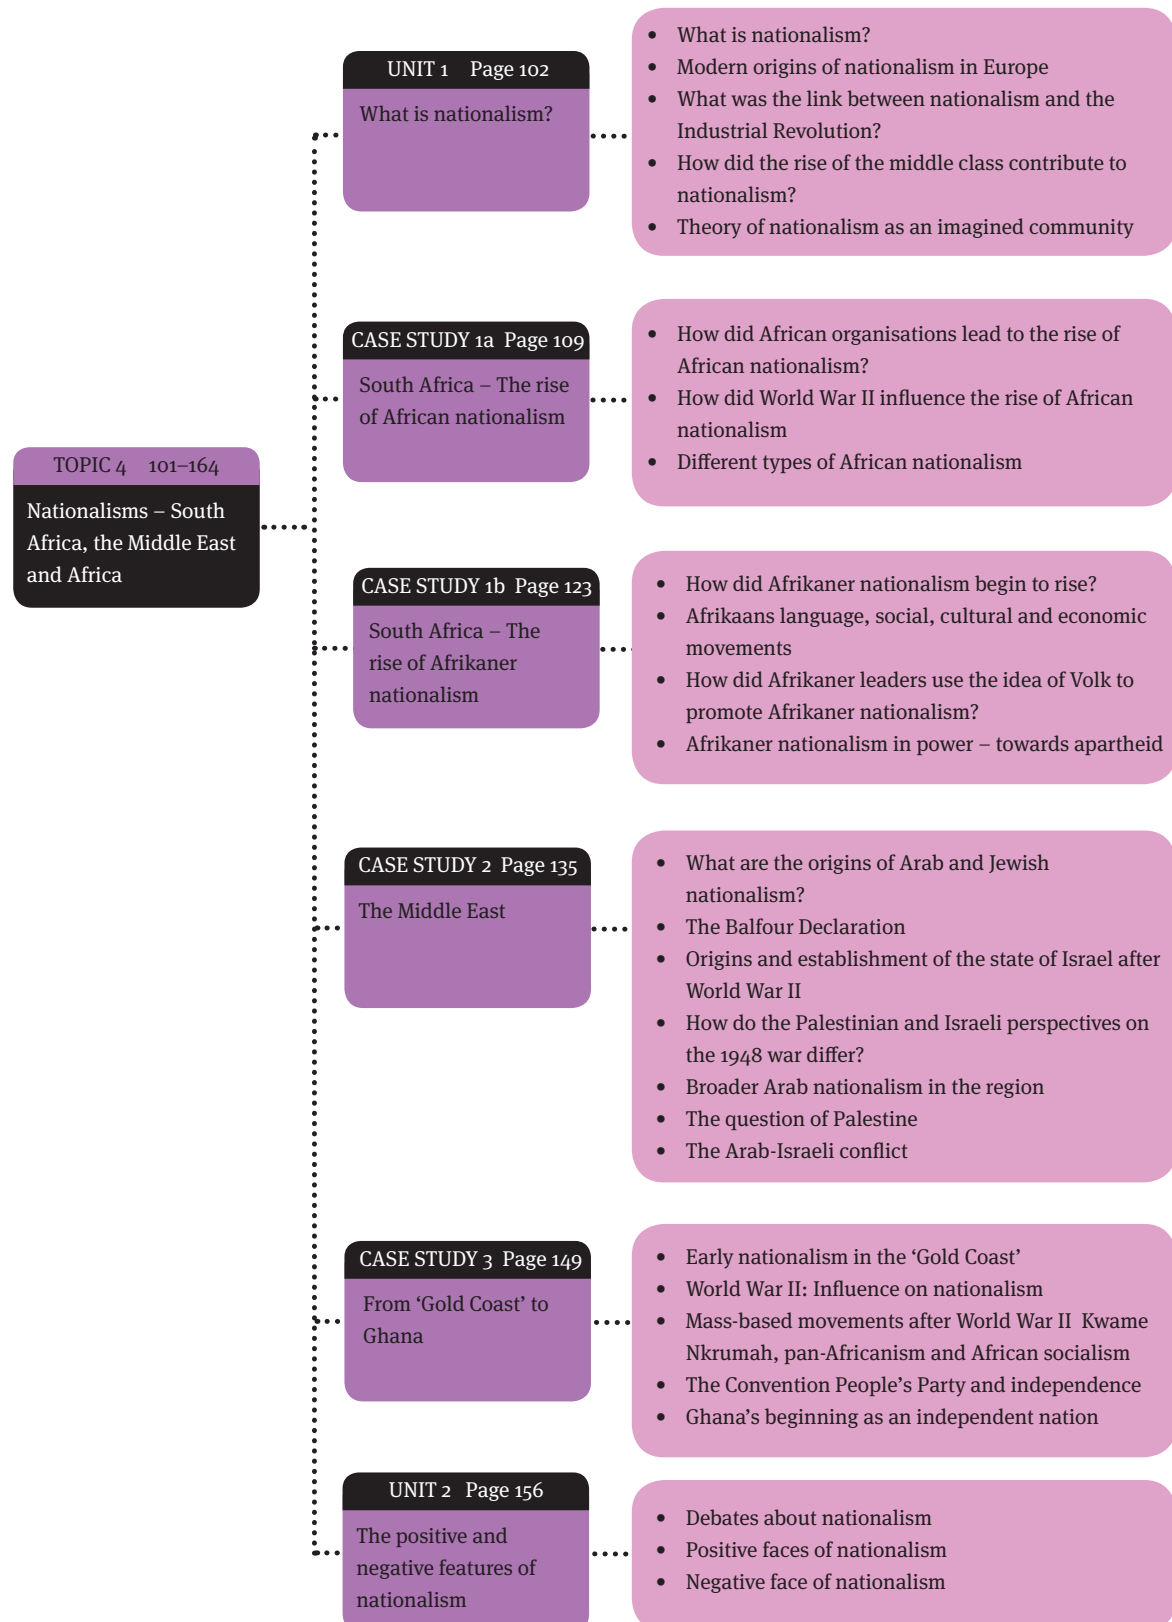 TOPIC 4 101–164
Nationalisms – South
Africa, the Middle East
and Africa
UNIT 1 Page 102
What is nationalism?
• What is nationalism?
• Modern origins of nationalism in Europe
• What was the link between nationalism and the
Industrial Revolution?
• How did the rise of the middle class contribute to
nationalism?
• Theory of nationalism as an imagined community
CASE STUDY 1a Page 109
South Africa – The rise
of African nationalism
• How did African organisations lead to the rise of
African nationalism?
• How did World War II influence the rise of African
nationalism
• Different types of African nationalism
CASE STUDY 1b Page 123
South Africa – The
rise of Afrikaner
nationalism
• How did Afrikaner nationalism begin to rise?
• Afrikaans language, social, cultural and economic
movements
• How did Afrikaner leaders use the idea of Volk to
promote Afrikaner nationalism?
• Afrikaner nationalism in power – towards apartheid
CASE STUDY 2 Page 135
The Middle East
• What are the origins of Arab and Jewish
nationalism?
• The Balfour Declaration
• Origins and establishment of the state of Israel after
World War II
• How do the Palestinian and Israeli perspectives on
the 1948 war differ?
• Broader Arab nationalism in the region
• The question of Palestine
• The Arab-Israeli conflict
CASE STUDY 3 Page 149
From ‘Gold Coast’ to
Ghana
• Early nationalism in the ‘Gold Coast’
• World War II: Influence on nationalism
• Mass-based movements after World War II Kwame
Nkrumah, pan-Africanism and African socialism
• The Convention People’s Party and independence
• Ghana’s beginning as an independent nation
UNIT 2 Page 156
The positive and
negative features of
nationalism
• Debates about nationalism
• Positive faces of nationalism
• Negative face of nationalism